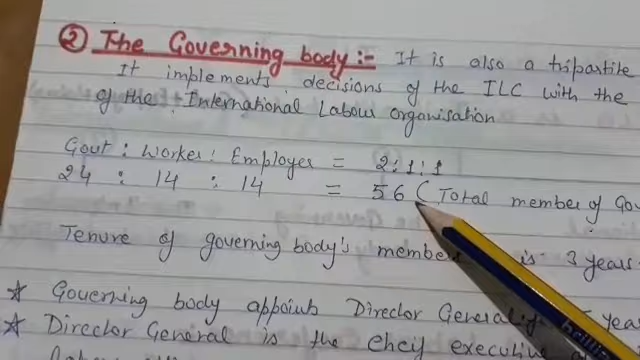 ② The Governing body :- It is also a tripartite
It implements decisions of the ILC with the
of the International Labour organisation
Govt : Worker : Employer = 2:1:1
24 : 14 : 14 = 56 (Total member of Gov
Tenure of governing body's members is 3 years
★ Governing body appoints Director General
★ Director General is the cheif executive